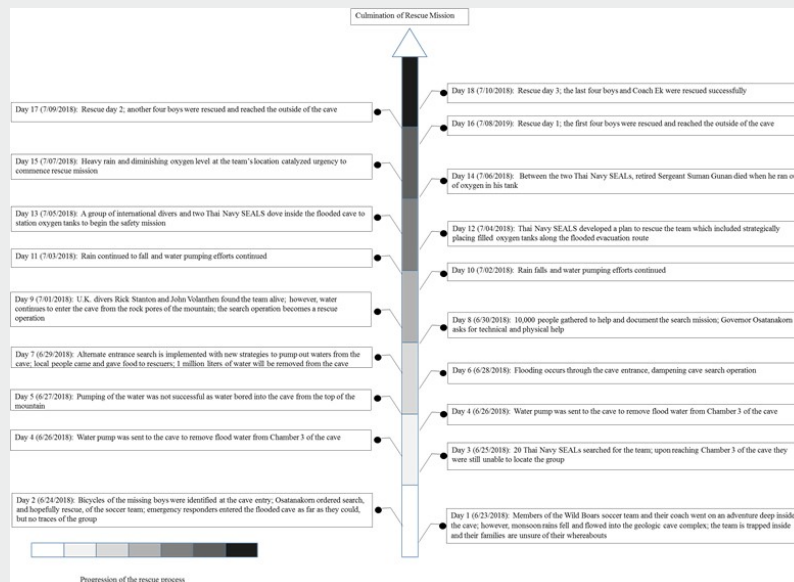 Culmination of Rescue Mission
Day 18 (7/10/2018): Rescue day 3; the last four boys and Coach Ek were rescued successfully
Day 17 (7/09/2018): Rescue day 2; another four boys were rescued and reached the outside of the cave
Day 16 (7/08/2019): Rescue day 1; the first four boys were rescued and reached the outside of the cave
Day 15 (7/07/2018): Heavy rain and diminishing oxygen level at the team's location catalyzed urgency to
commence rescue mission
Day 14 (7/06/2018): Between the two Thai Navy SEALs, retired Sergeant Suman Gunan died when he ran
of oxygen in his tank
Day 13 (7/05/2018): A group of international divers and two Thai Navy SEALS dove inside the flooded cave to
station oxygen tanks to begin the safety mission
Day 12 (7/04/2018): Thai Navy SEALS developed a plan to rescue the team which included strategically
placing filled oxygen tanks along the flooded evacuation route
Day 11 (7/03/2018): Rain continued to fall and water pumping efforts continued
Day 10 (7/02/2018): Rain falls and water pumping efforts continued
Day 9 (7/01/2018): U.K. divers Rick Stanton and John Volanthen found the team alive; however, water
continues to enter the cave from the rock pores of the mountain; the search operation becomes a rescue
operation
Day 8 (6/30/2018): 10,000 people gathered to help and document the search mission; Governor Osatanakorn
asks for technical and physical help
Day 7 (6/29/2018): Alternate entrance search is implemented with new strategies to pump out waters from the
cave; local people came and gave food to rescuers; 1 million liters of water will be removed from the cave
Day 6 (6/28/2018): Flooding occurs through the cave entrance, dampening cave search operation
Day 5 (6/27/2018): Pumping of the water was not successful as water bored into the cave from the top of the
mountain
Day 4 (6/26/2018): Water pump was sent to the cave to remove flood water from Chamber 3 of the cave
Day 4 (6/26/2018): Water pump was sent to the cave to remove flood water from Chamber 3 of the cave
Day 3 (6/25/2018): 20 Thai Navy SEALs searched for the team; upon reaching Chamber 3 of the cave they
were still unable to locate the group
Day 2 (6/24/2018): Bicycles of the missing boys were identified at the cave entry; Osatanakorn ordered search,
and hopefully rescue, of the soccer team; emergency responders entered the flooded cave as far as they could,
but no traces of the group
Day 1 (6/23/2018): Members of the Wild Boars soccer team and their coach went on an adventure deep inside
the cave; however, monsoon rains fell and flowed into the geologic cave complex; the team is trapped inside
and their families are unsure of their whereabouts
Progression of the rescue process